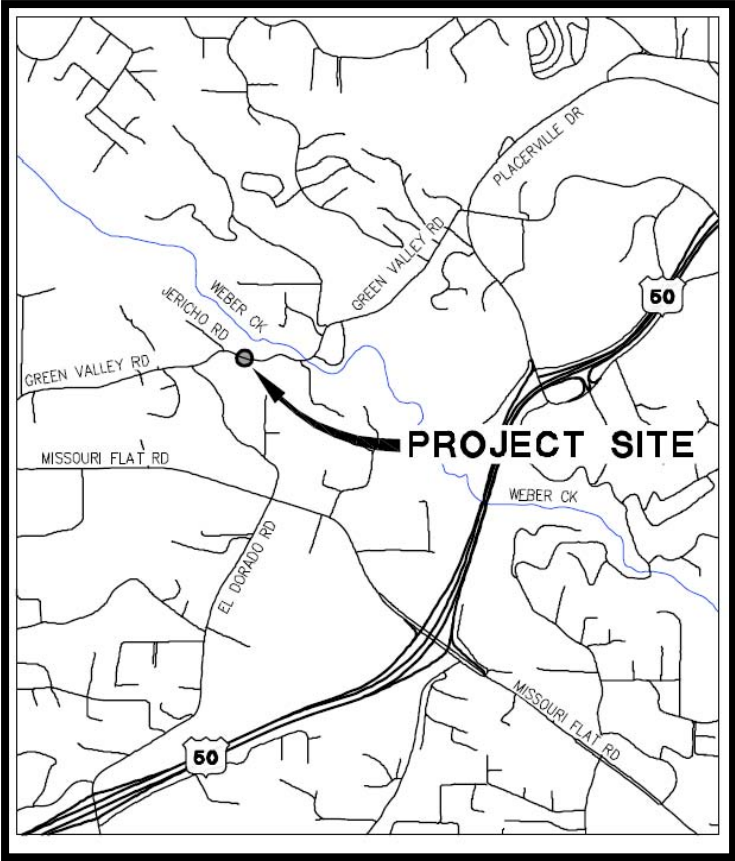 PLACERVILLE DR
GREEN VALLEY RD
50
WEBER CK
JERICHO RD
GREEN VALLEY RD
PROJECT SITE
MISSOURI FLAT RD
WEBER CK
EL DORADO RD
MISSOURI FLAT RD
50